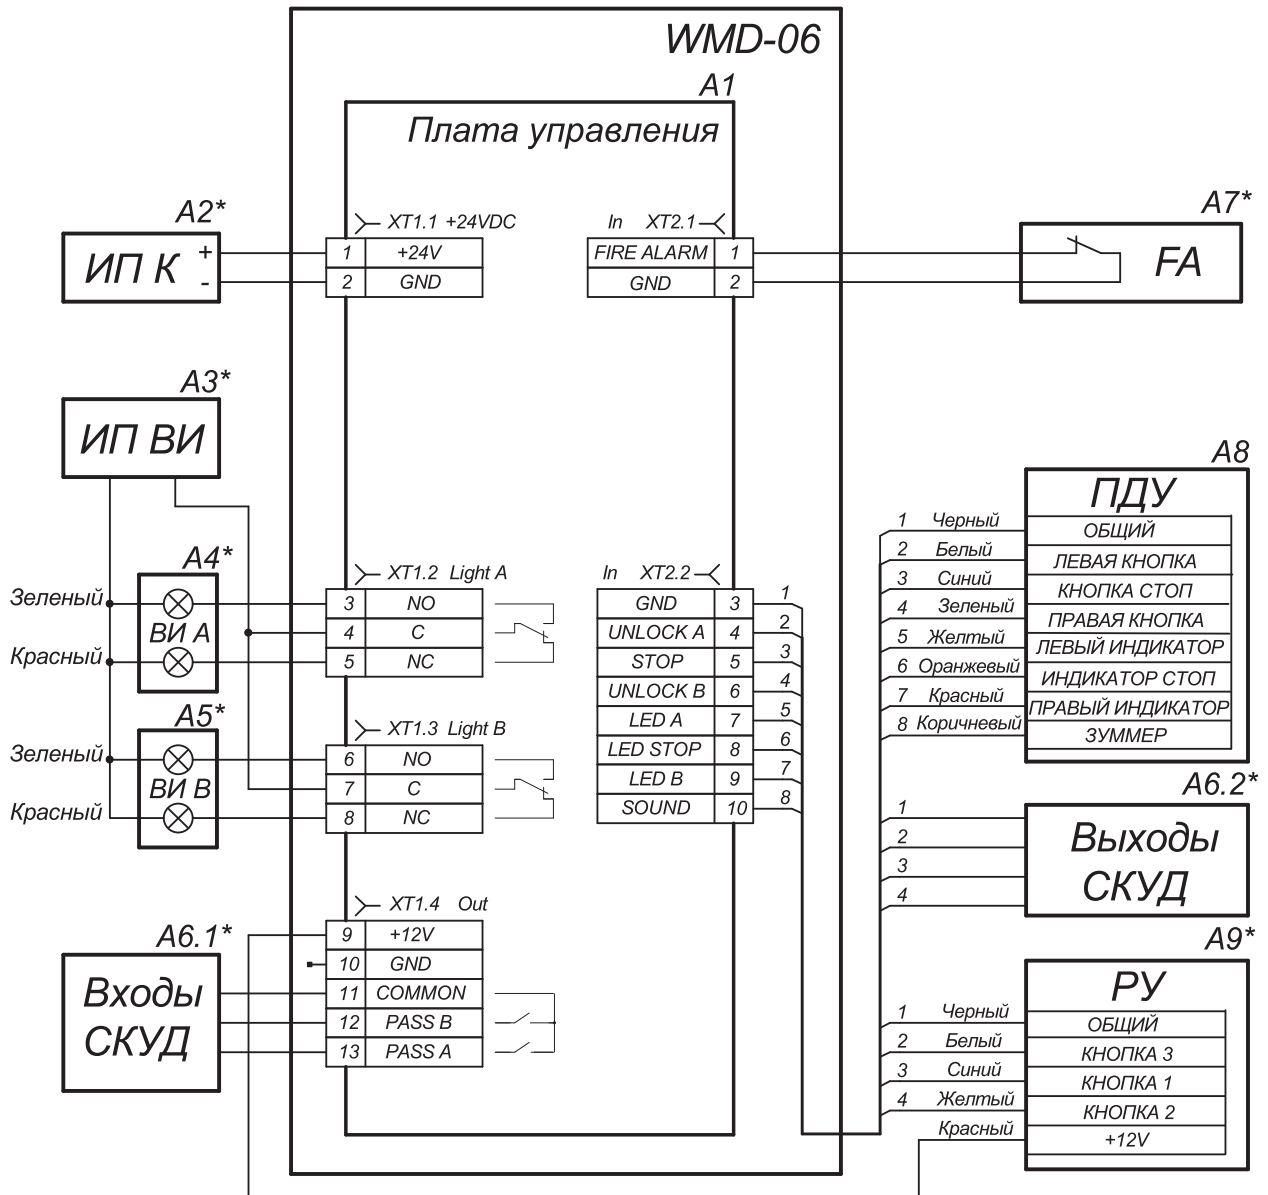 WMD-06
A1
Плата управления
A2*
ИП К
+
-
XT1.1 +24VDC
1 +24V
2 GND
In XT2.1
FIRE ALARM 1
GND 2
A7*
FA
A3*
ИП ВИ
A4*
Зеленый
ВИ А
Красный
XT1.2 Light A
3 NO
4 C
5 NC
A5*
Зеленый
ВИ В
Красный
XT1.3 Light B
6 NO
7 C
8 NC
In XT2.2
GND 3 1
UNLOCK A 4 2
STOP 5 3
UNLOCK B 6 4
LED A 7 5
LED STOP 8 6
LED B 9 7
SOUND 10 8
A8
ПДУ
1 Черный ОБЩИЙ
2 Белый ЛЕВАЯ КНОПКА
3 Синий КНОПКА СТОП
4 Зеленый ПРАВАЯ КНОПКА
5 Желтый ЛЕВЫЙ ИНДИКАТОР
6 Оранжевый ИНДИКАТОР СТОП
7 Красный ПРАВЫЙ ИНДИКАТОР
8 Коричневый ЗУММЕР
A6.2*
1
2
3
4
Выходы
СКУД
A6.1*
Входы
СКУД
XT1.4 Out
9 +12V
10 GND
11 COMMON
12 PASS B
13 PASS A
A9*
РУ
1 Черный ОБЩИЙ
2 Белый КНОПКА 3
3 Синий КНОПКА 1
4 Желтый КНОПКА 2
Красный +12V